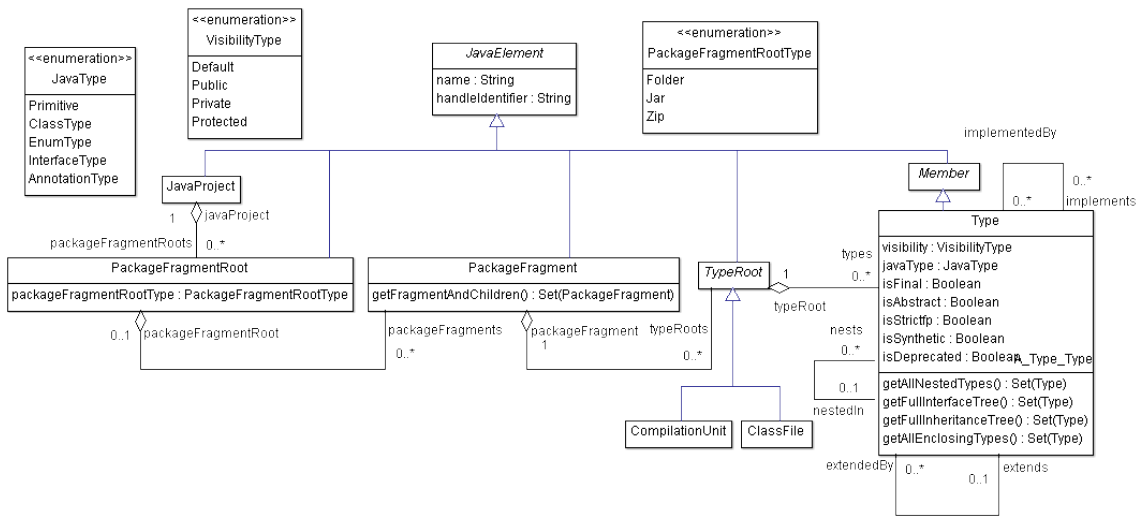 <<enumeration>>
JavaType
Primitive
ClassType
EnumType
InterfaceType
AnnotationType
<<enumeration>>
VisibilityType
Default
Public
Private
Protected
JavaElement
name : String
handleIdentifier : String
<<enumeration>>
PackageFragmentRootType
Folder
Jar
Zip
implementedBy
0..*
0..*
implements
JavaProject
1
javaProject
packageFragmentRoots
0..*
Member
PackageFragmentRoot
packageFragmentRootType : PackageFragmentRootType
0..1
packageFragmentRoot
PackageFragment
getFragmentAndChildren() : Set(PackageFragment)
packageFragments
0..*
packageFragment
1
typeRoots
0..*
TypeRoot
1
typeRoot
types
0..*
CompilationUnit
ClassFile
Type
visibility : VisibilityType
javaType : JavaType
isFinal : Boolean
isAbstract : Boolean
isStrictfp : Boolean
isSynthetic : Boolean
isDeprecated : Boolean
A_Type_Type
getAllNestedTypes() : Set(Type)
getFullInterfaceTree() : Set(Type)
getFullInheritanceTree() : Set(Type)
getAllEnclosingTypes() : Set(Type)
nests
0..*
0..1
nestedIn
extendedBy
0..*
0..1
extends